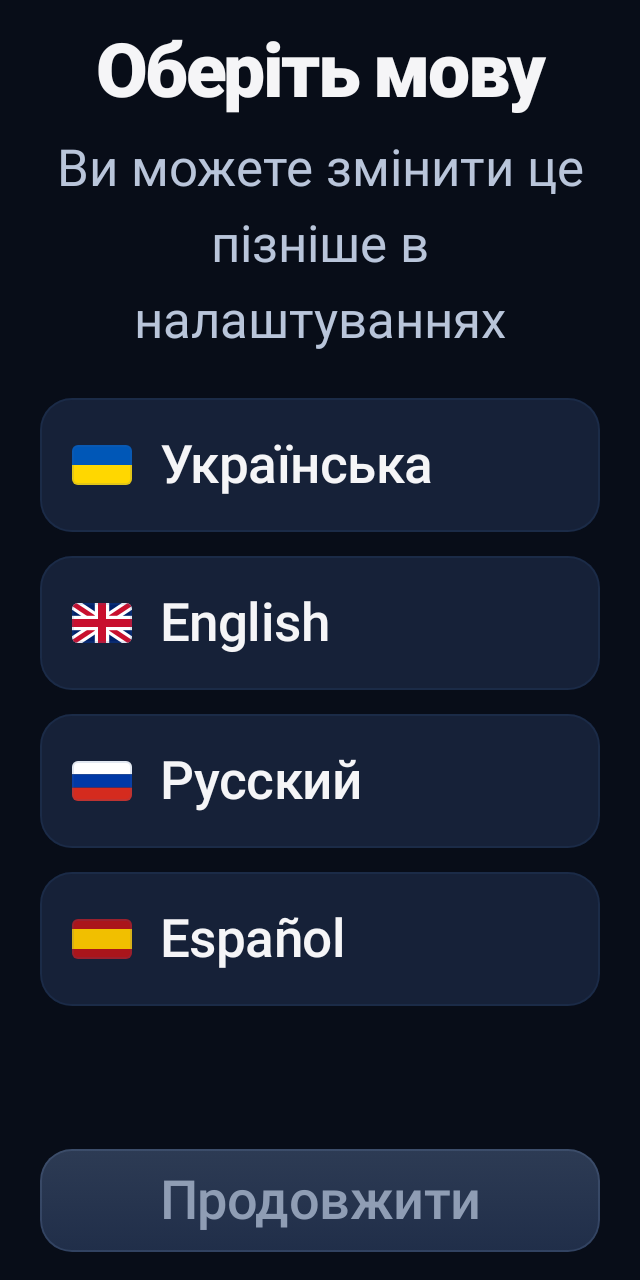 Оберіть мову
Ви можете змінити це
пізніше в
налаштуваннях
Українська
English
Русский
Español
Продовжити